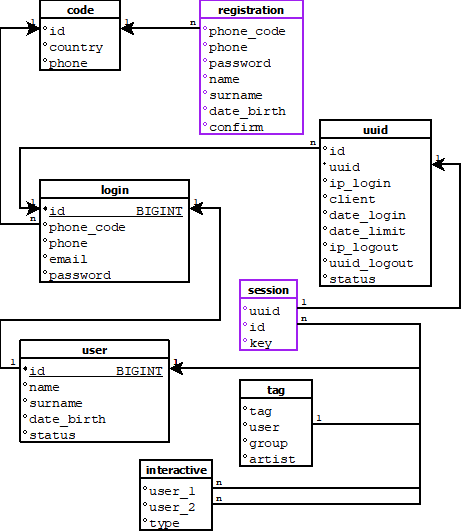 code
id
country
phone
1
1
n
registration
phone_code
phone
password
name
surname
date_birth
confirm
uuid
id
uuid
ip_login
client
date_login
date_limit
ip_logout
uuid_logout
status
n
1
login
id BIGINT
phone_code
phone
email
password
1
n
1
session
uuid
id
key
1
n
user
id BIGINT
name
surname
date_birth
status
1
1
tag
tag
user
group
artist
1
interactive
user_1
user_2
type
n
n